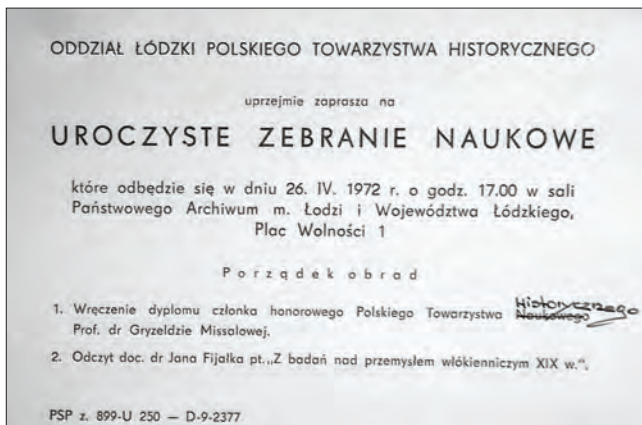 ODDZIAŁ ŁÓDZKI POLSKIEGO TOWARZYSTWA HISTORYCZNEGO
uprzejmie zaprasza na
UROCZYSTE ZEBRANIE NAUKOWE
które odbędzie się w dniu 26. IV. 1972 r. o godz. 17.00 w sali
Państwowego Archiwum m. Łodzi i Województwa Łódzkiego,
Plac Wolności 1
Porządek obrad
1. Wręczenie dyplomu członka honorowego Polskiego Towarzystwa Historycznego Naukowego
Prof. dr Gryzeldzie Missalowej.
2. Odczyt doc. dr Jana Fijałka pt. „Z badań nad przemysłem włókienniczym XIX w.".
PSP z. 899-U 250 — D-9-2377